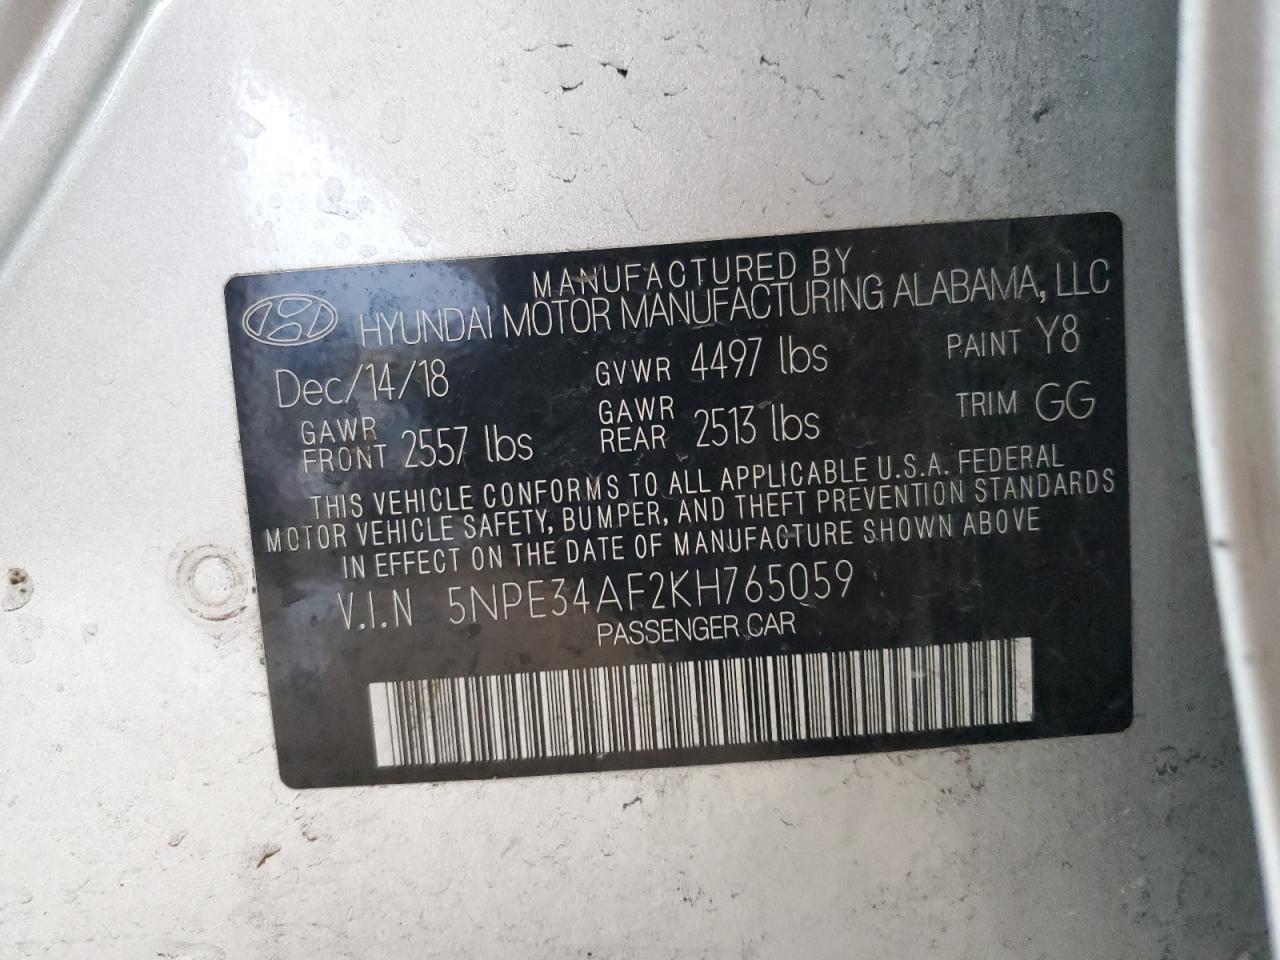 MANUFACTURED BY
HYUNDAI MOTOR MANUFACTURING ALABAMA, LLC
Dec/14/18 GVWR 4497 lbs PAINT Y8
GAWR FRONT 2557 lbs GAWR REAR 2513 lbs TRIM GG
THIS VEHICLE CONFORMS TO ALL APPLICABLE U.S.A. FEDERAL
MOTOR VEHICLE SAFETY, BUMPER, AND THEFT PREVENTION STANDARDS
IN EFFECT ON THE DATE OF MANUFACTURE SHOWN ABOVE
V.I.N 5NPE34AF2KH765059
PASSENGER CAR